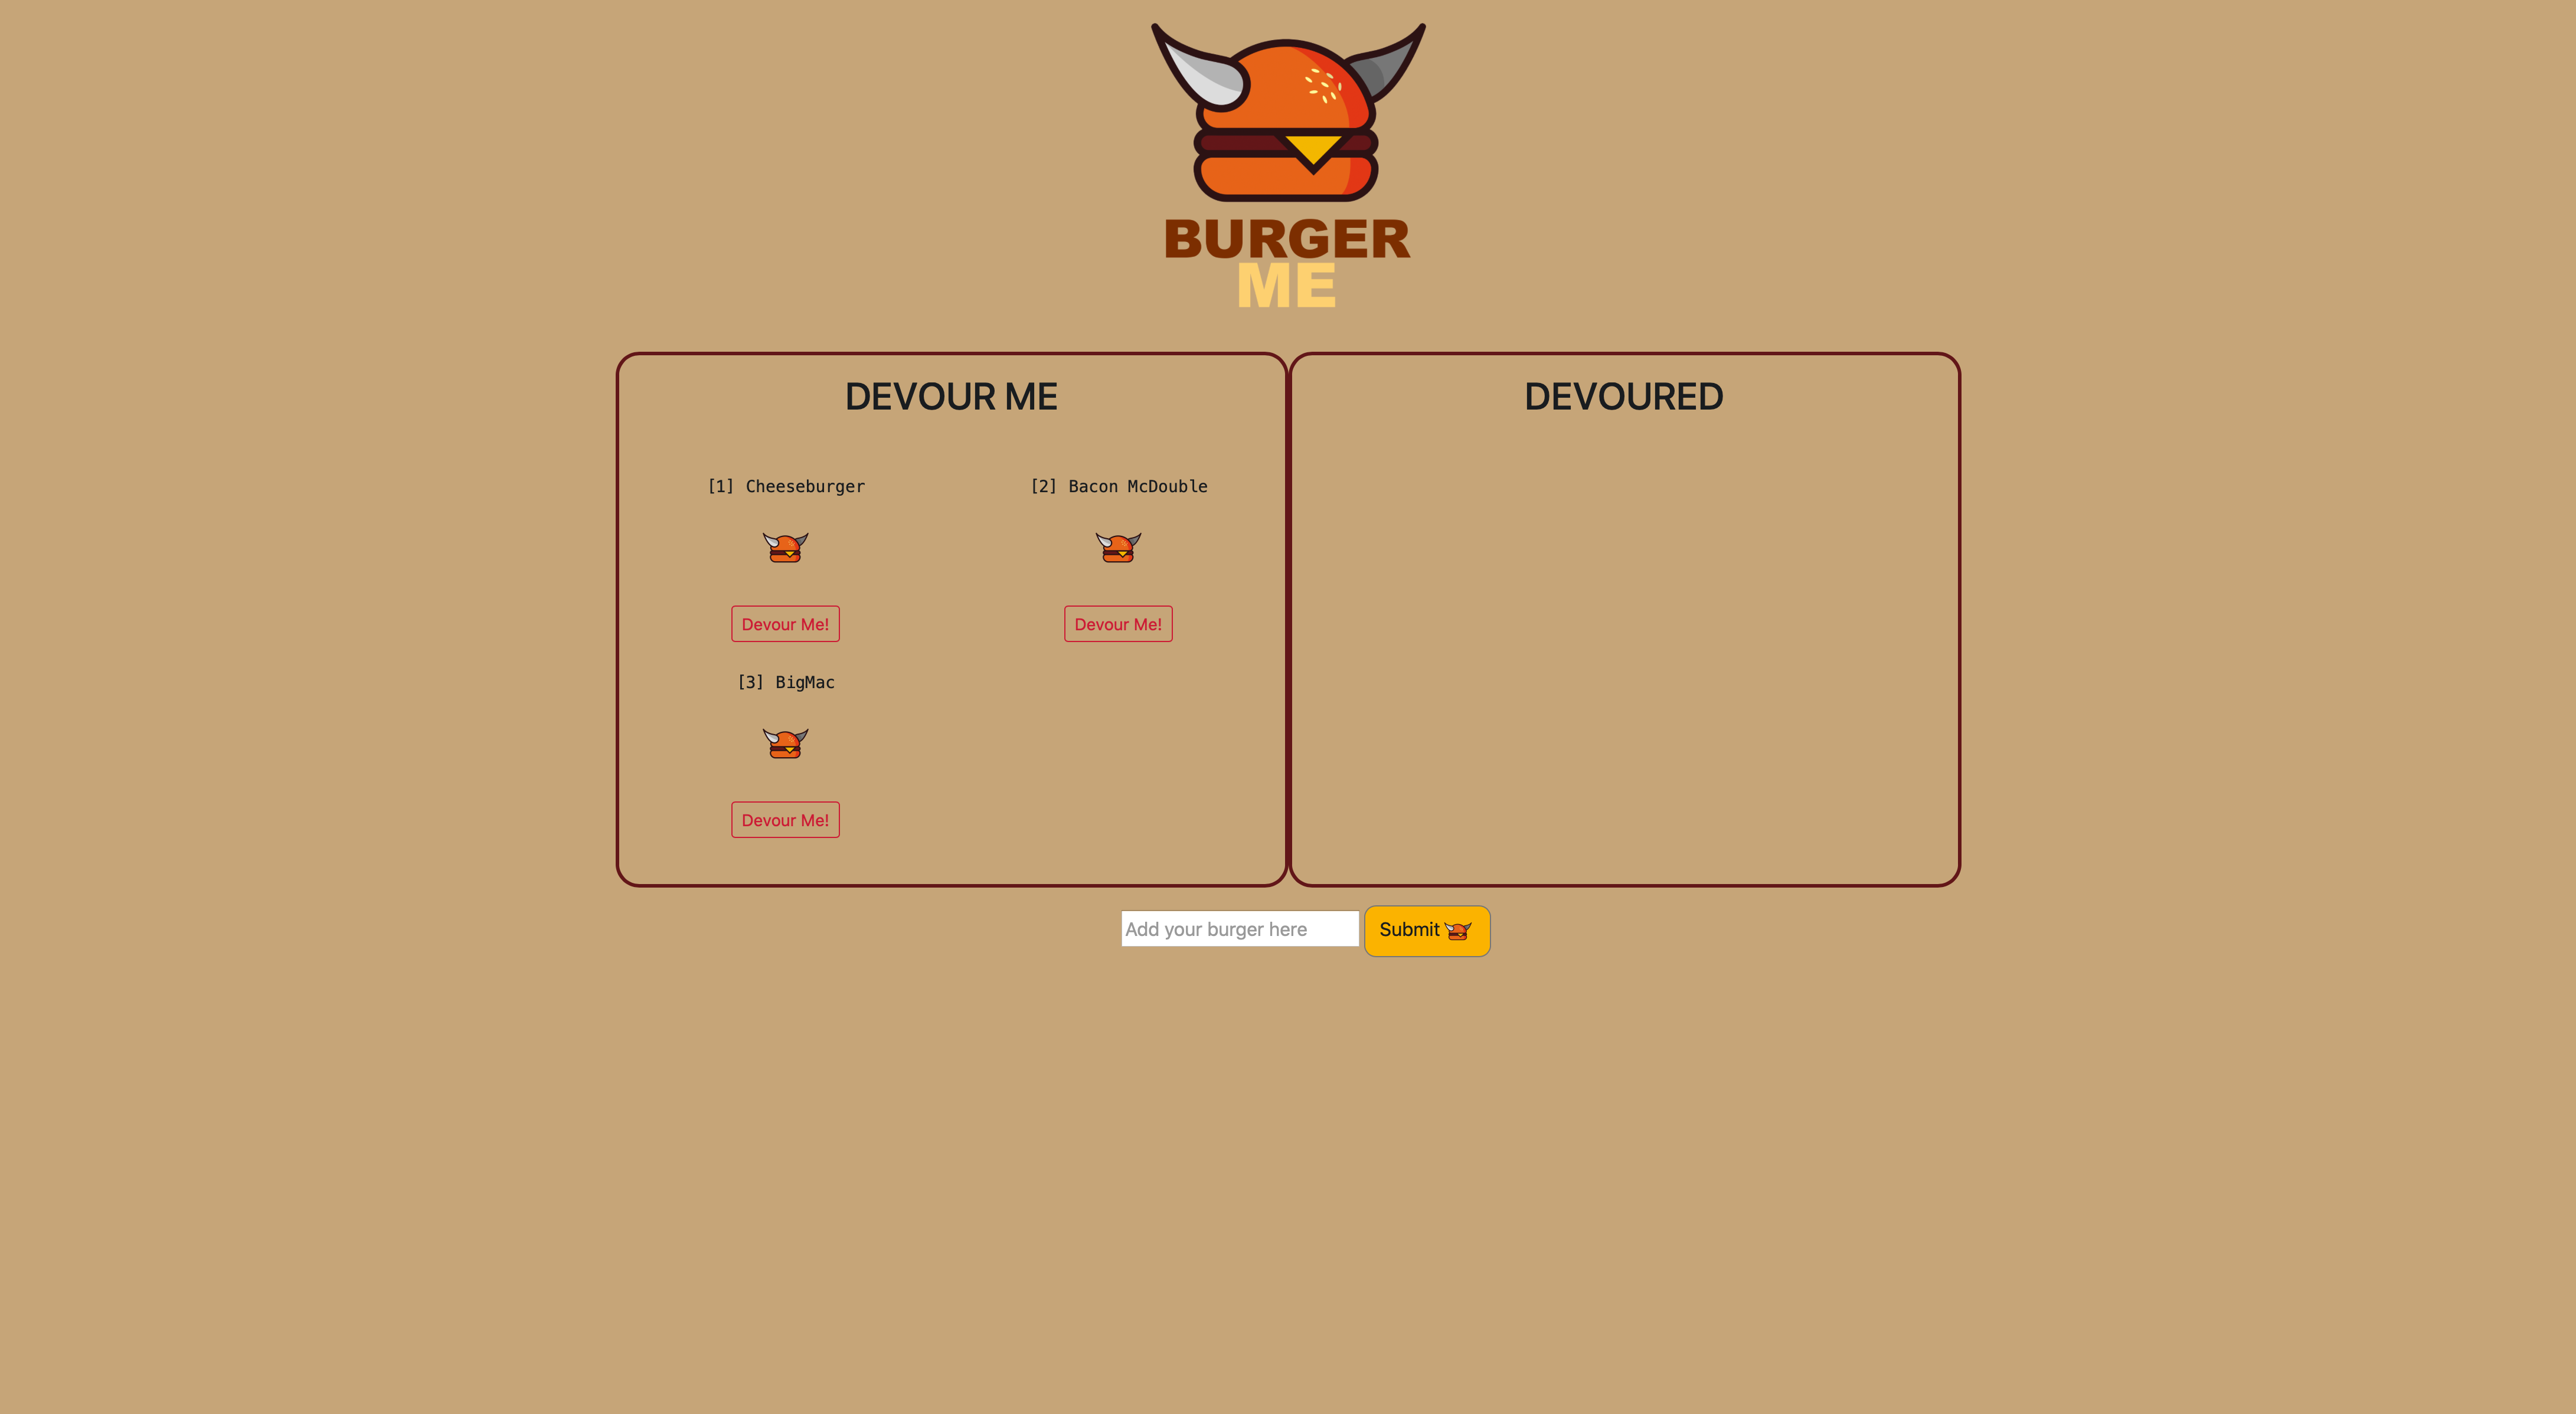 BURGER
ME
DEVOUR ME
[1] Cheeseburger
[2] Bacon McDouble
Devour Me!
Devour Me!
[3] BigMac
Devour Me!
DEVOURED
Add your burger here
Submit